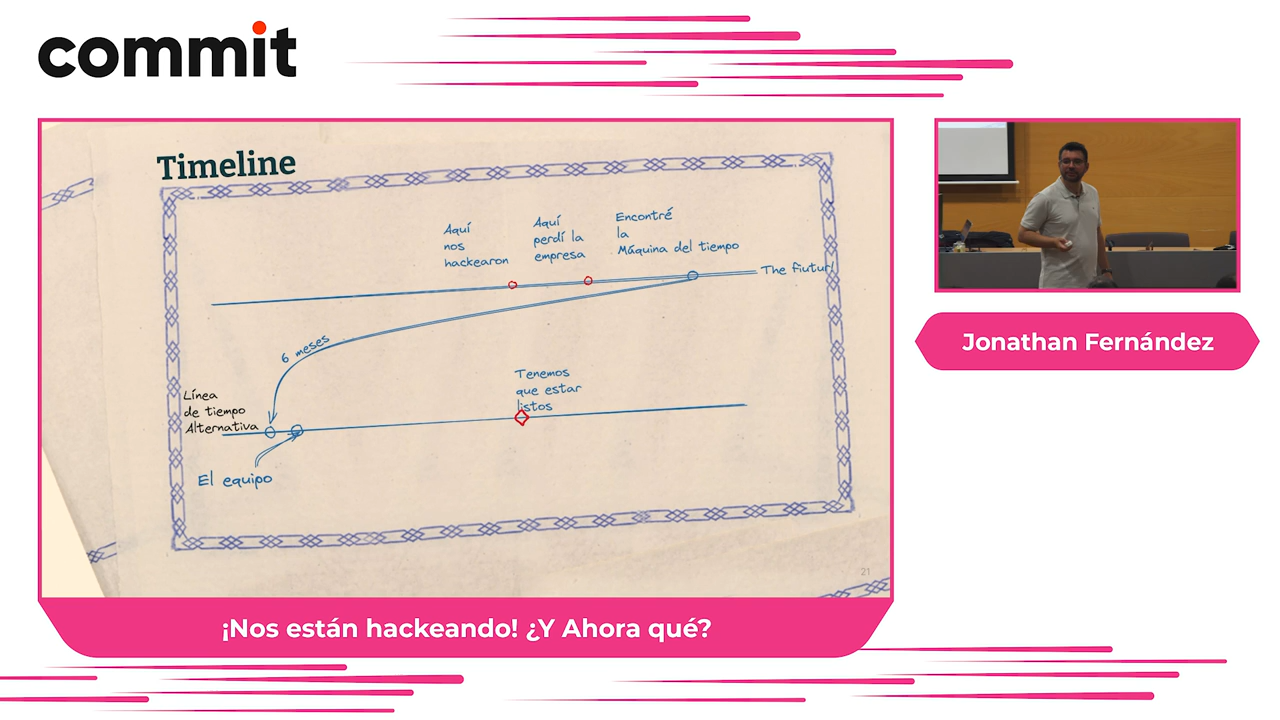 commit
Timeline
Aquí
nos
hackearon
Aquí
perdí la
empresa
Encontré
la
Máquina del tiempo
The fiutur
6 meses
Línea
de tiempo
Alternativa
Tenemos
que estar
listos
El equipo
21
Jonathan Fernández
¡Nos están hackeando! ¿Y Ahora qué?